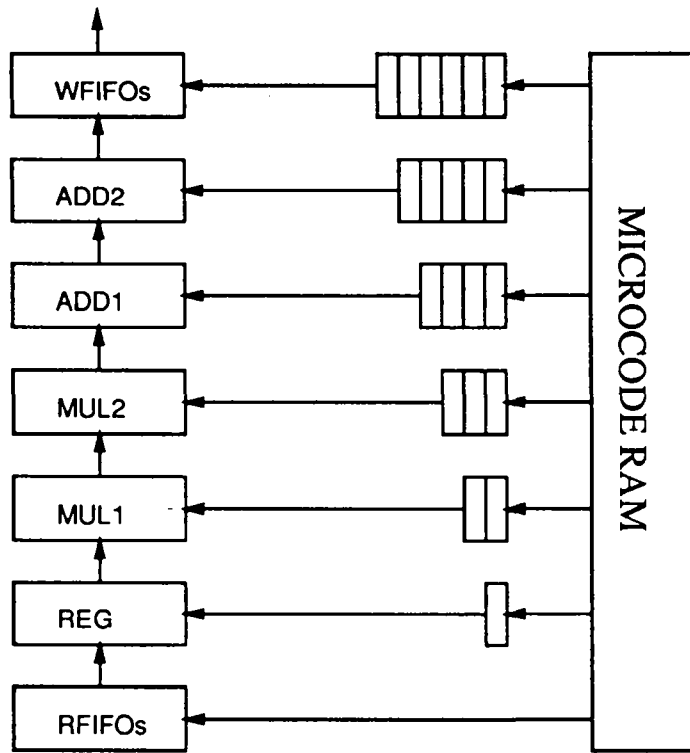 WFIFOs
ADD2
ADD1
MUL2
MUL1
REG
RFIFOs
MICROCODE RAM